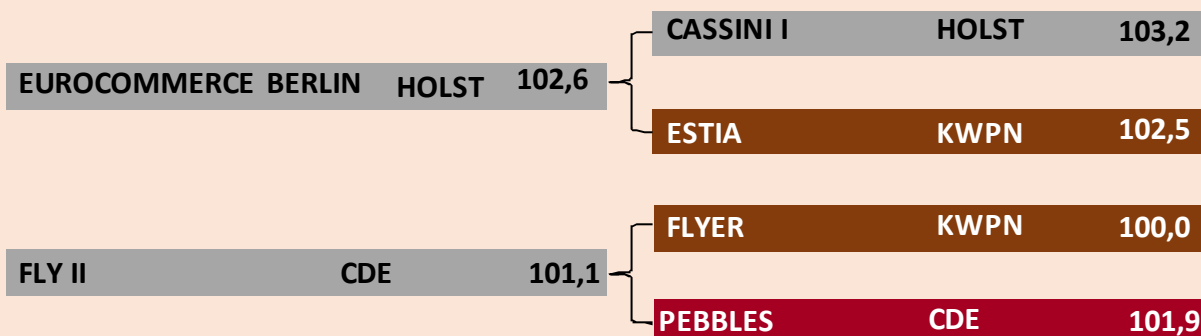 CASSINI I HOLST 103,2
EUROCOMMERCE BERLIN HOLST 102,6
ESTIA KWPN 102,5
FLYER KWPN 100,0
FLY II CDE 101,1
PEBBLES CDE 101,9